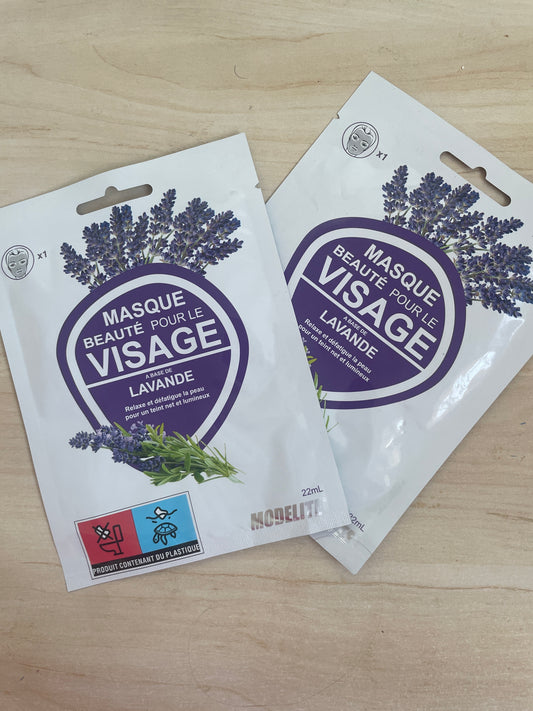 x1
MASQUE
BEAUTÉ POUR LE
VISAGE
A BASE DE
LAVANDE
Relaxe et défatigue la peau
pour un teint net et lumineux
22mL
MODELITE
PRODUIT CONTENANT DU PLASTIQUE
x1
MASQUE
BEAUTÉ POUR LE
VISAGE
A BASE DE
LAVANDE
Relaxe et défatigue la peau
pour un teint net et lumineux
22mL